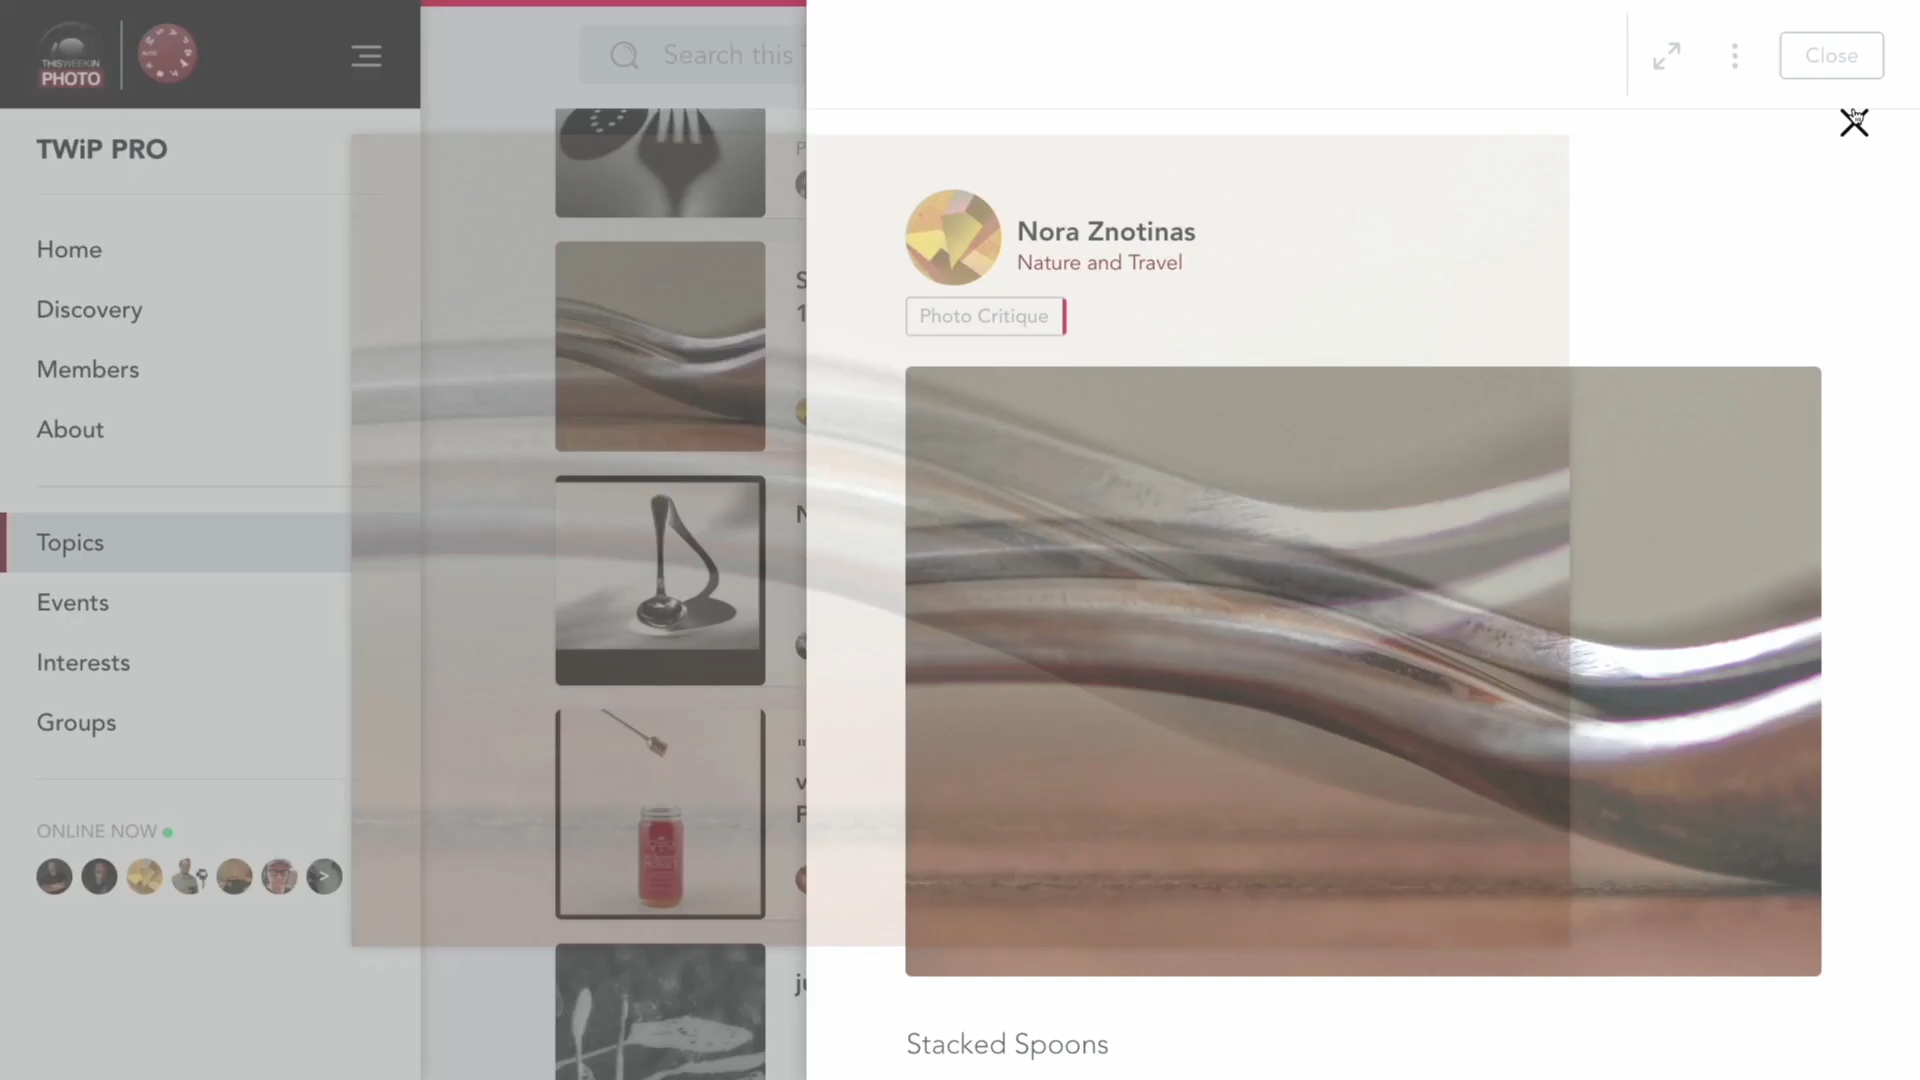 THISWEEKIN
PHOTO
AUTO
Search this
Close
TWiP PRO
Home
Discovery
Members
About
Topics
Events
Interests
Groups
ONLINE NOW
Nora Znotinas
Nature and Travel
Photo Critique
Stacked Spoons